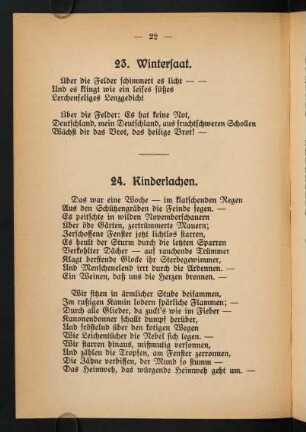 — 22 —
23. Wintersaat.
Über die Felder schimmert es licht — —
Und es klingt wie ein leises süßes
Lerchenseliges Lenzgedicht
Über die Felder: Es hat keine Not,
Deutschland, mein Deutschland, aus fruchtschweren Schollen
Wächst dir das Brot, das heilige Brot! —
24. Kinderlachen.
Das war eine Woche — im klatschenden Regen
Aus den Schützengräben die Feinde fegen. —
Es peitschte in wilden Novemberschauern
Über öde Gärten, zertrümmerte Mauern;
Zerschossene Fenster jetzt lichtlos starren,
Es heult der Sturm durch die letzten Sparren
Verkohlter Dächer — auf rauchende Trümmer
Klagt berstende Glocke ihr Sterbegewimmer,
Und Menschenelend irrt durch die Ardennen. —
Ein Weinen, daß uns die Herzen brennen. —
Wir sitzen in ärmlicher Stube beisammen,
Im rußigen Kamin lodern spärliche Flammen; —
Durch alle Glieder, da zuckt's wie im Fieber —
Kanonendonner schallt dumpf herüber,
Und fröstelnd über den kotigen Wogen
Wie Leichentücher die Nebel sich legen. —
Wir starren hinaus, mißmutig versonnen,
Und zählen die Tropfen, am Fenster zerronnen,
Die Zähne verbissen, der Mund so stumm —
Das Heimweh, das würgende Heimweh geht um. —